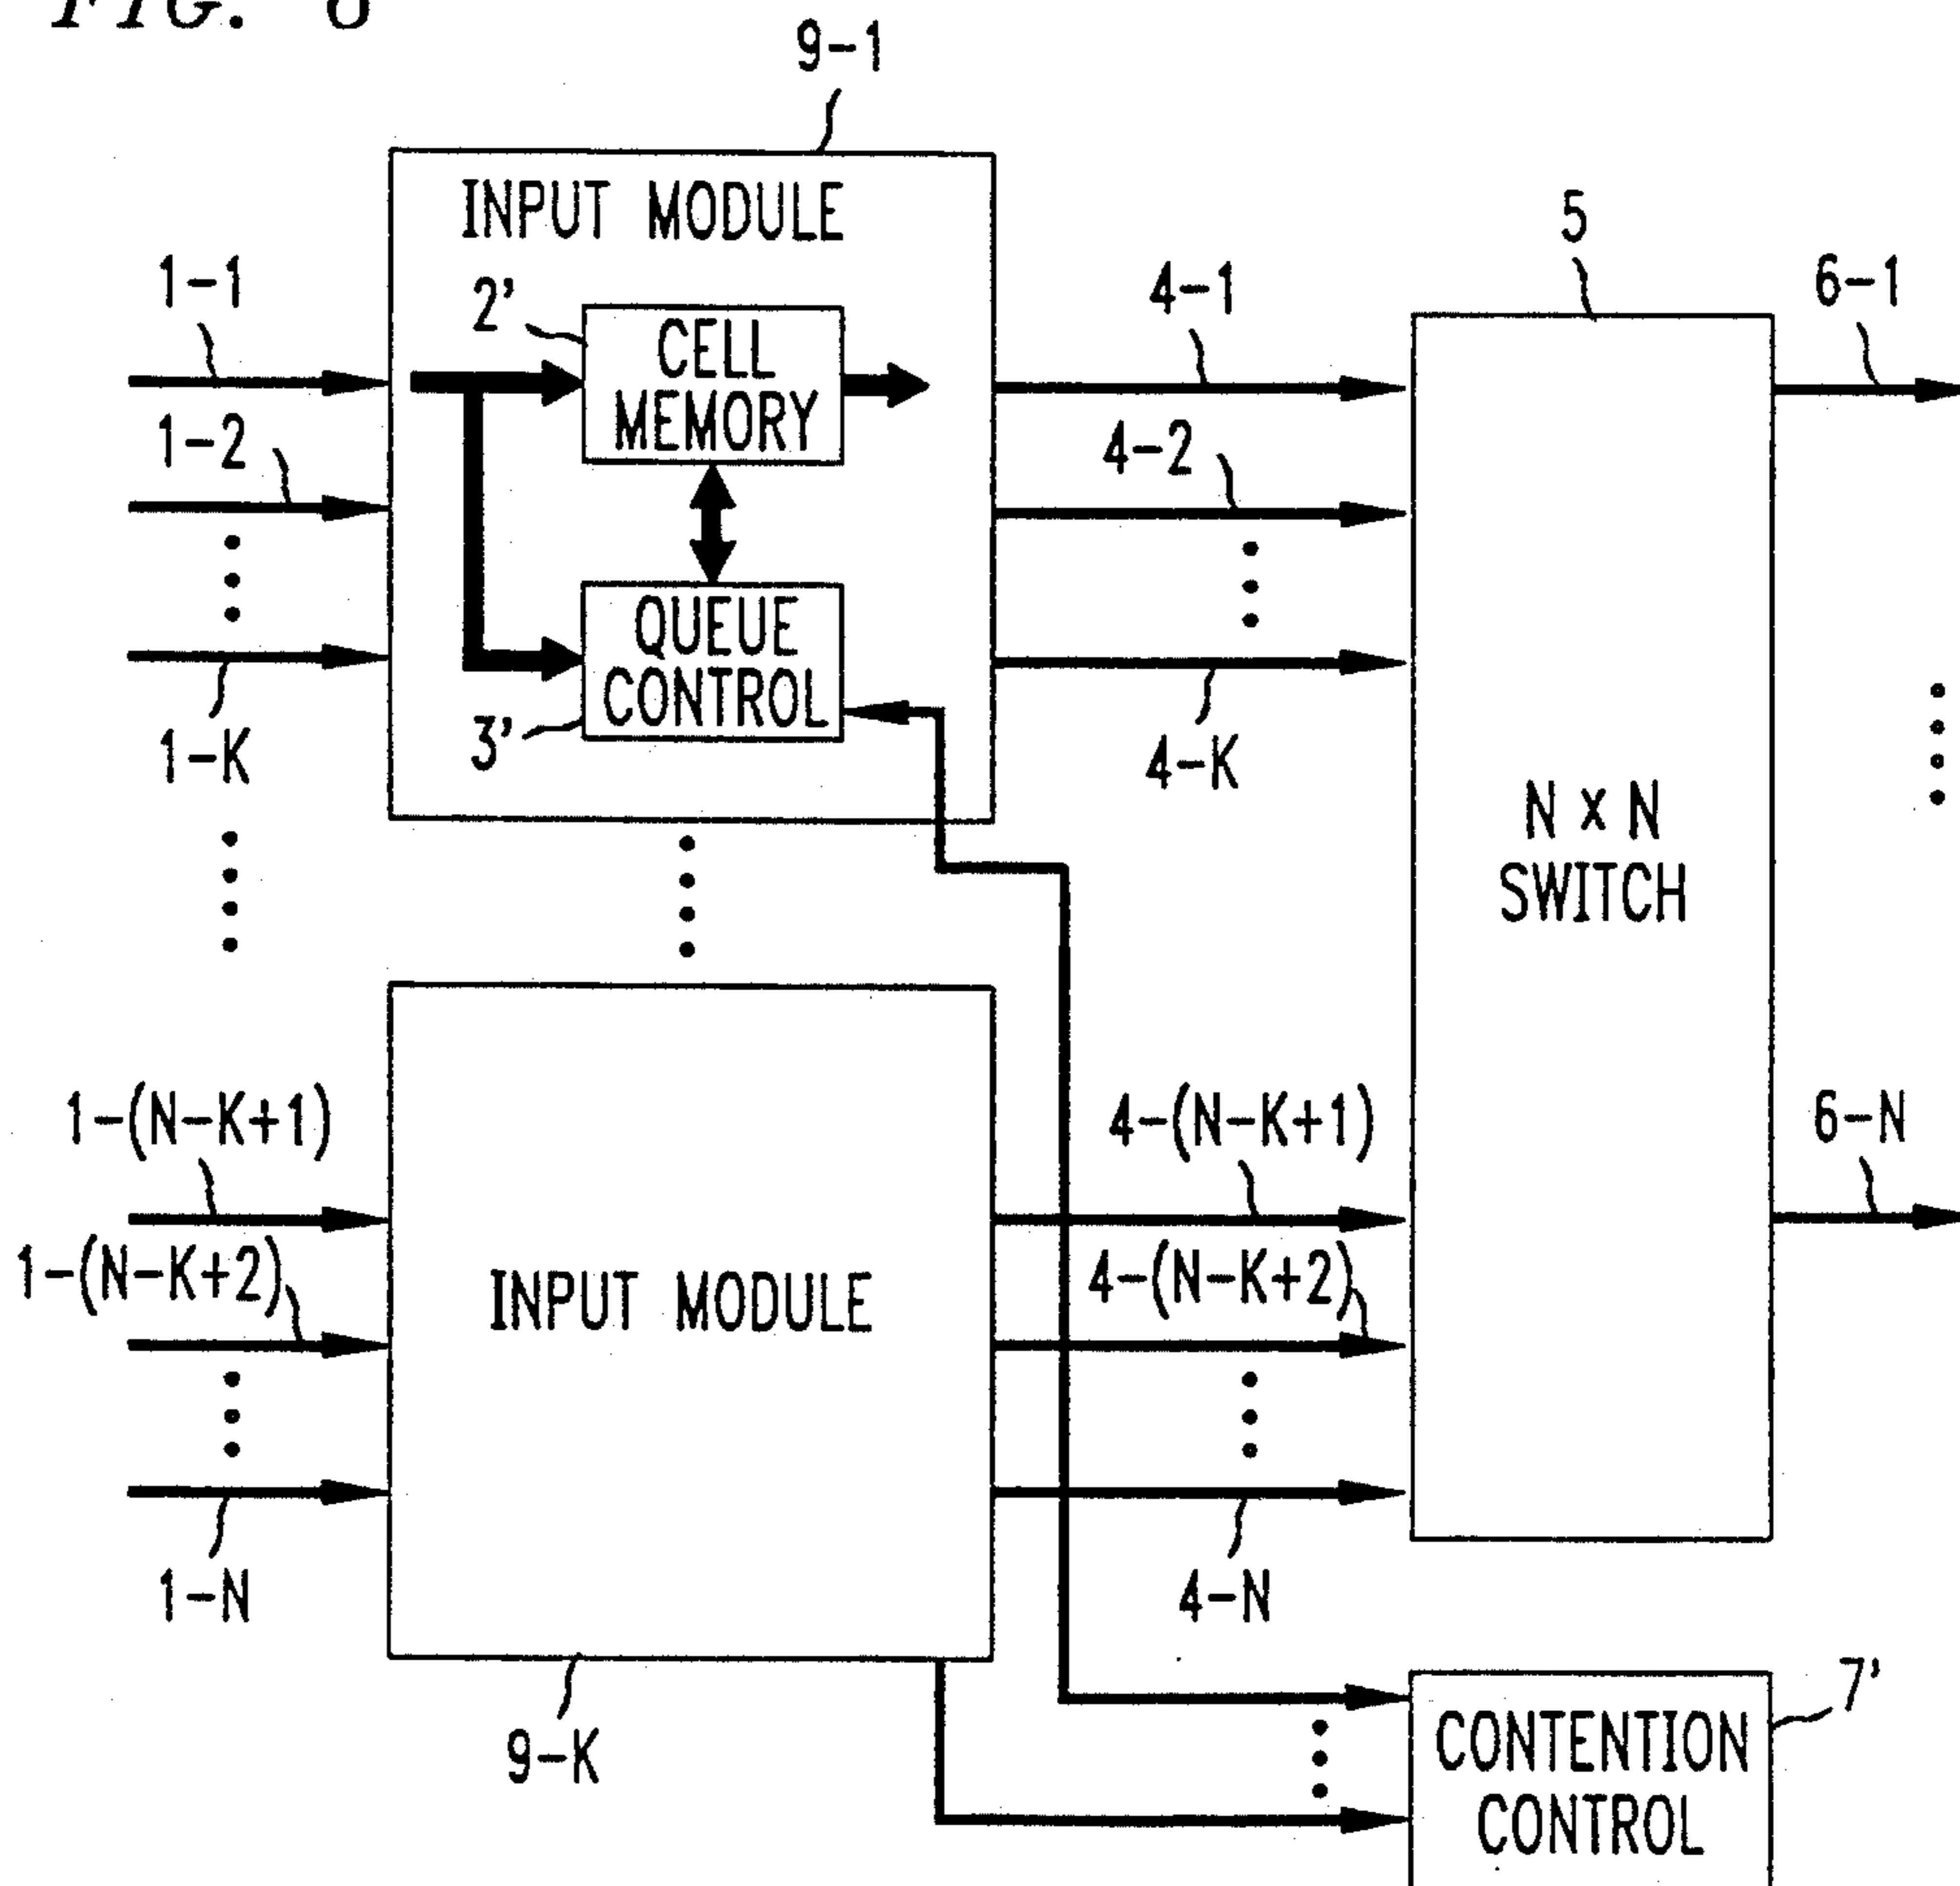 FIG.
9-1
INPUT MODULE
5
1-1
2'
4-1
6-1
CELL
MEMORY
1-2
4-2
QUEUE
CONTROL
3'
1-K
4-K
N x N
SWITCH
1-(N-K+1)
4-(N-K+1)
6-N
1-(N-K+2)
4-(N-K+2)
INPUT MODULE
1-N
4-N
7'
9-K
CONTENTION
CONTROL